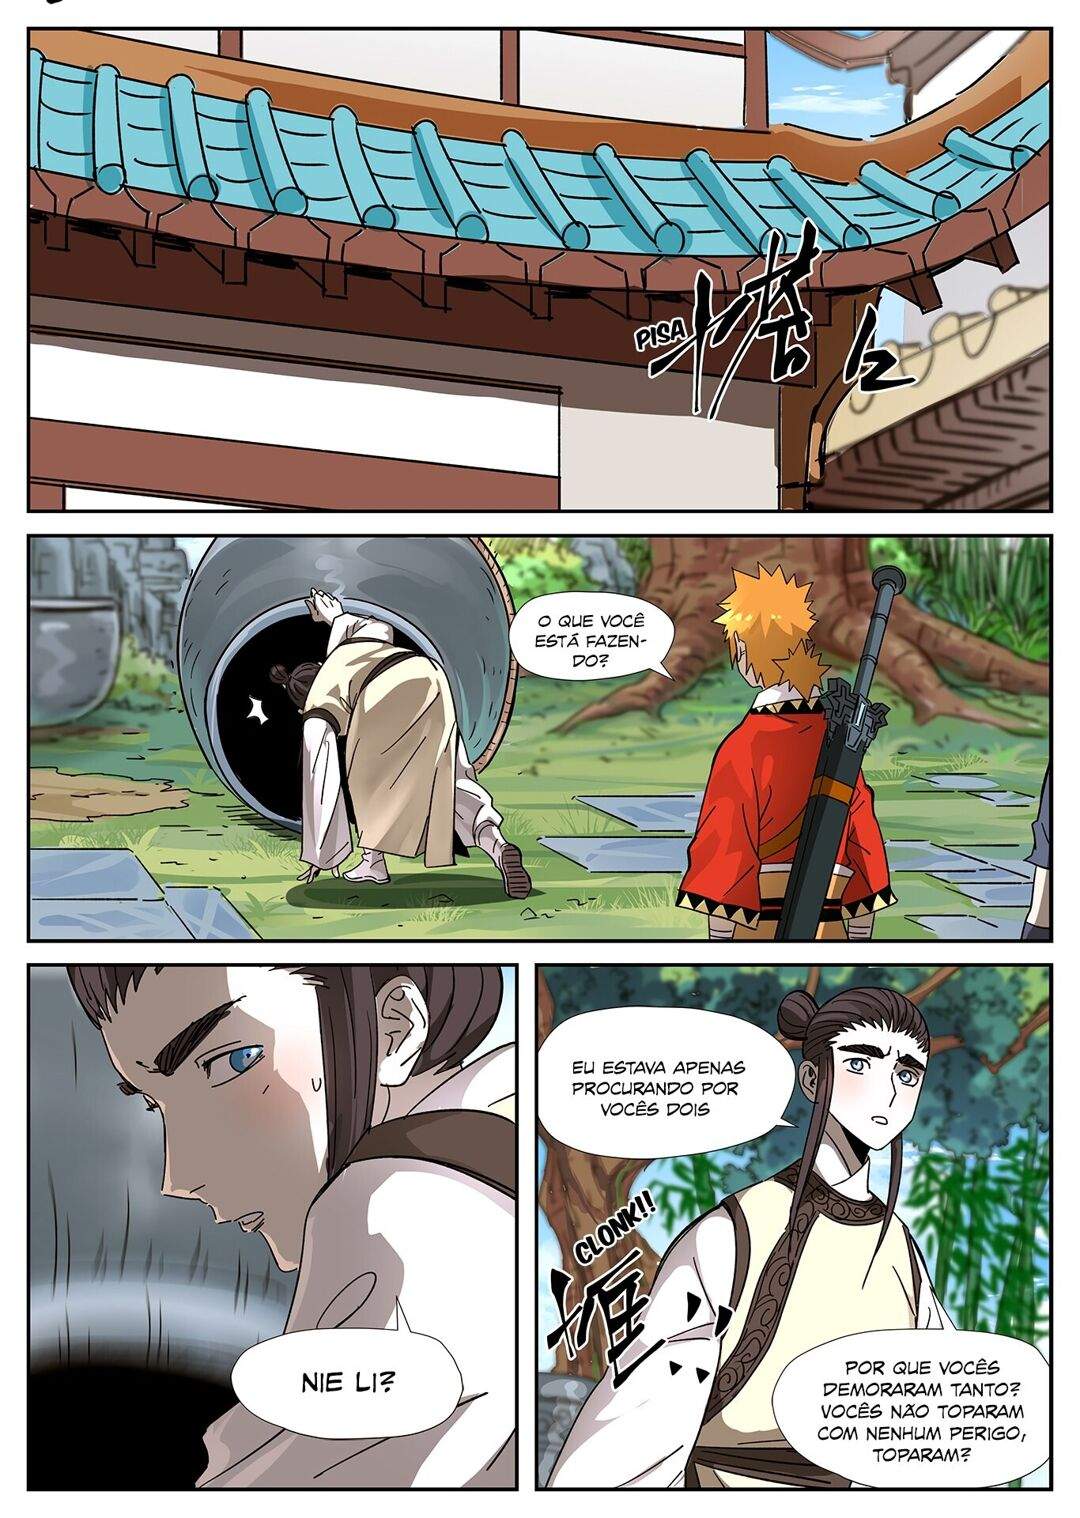 PISA
O QUE VOCÊ
ESTÁ FAZEN-
DO?
NIE LI?
EU ESTAVA APENAS
PROCURANDO POR
VOCÊS DOIS
CLONK!!
POR QUE VOCÊS
DEMORARAM TANTO?
VOCÊS NÃO TOPARAM
COM NENHUM PERIGO,
TOPARAM?